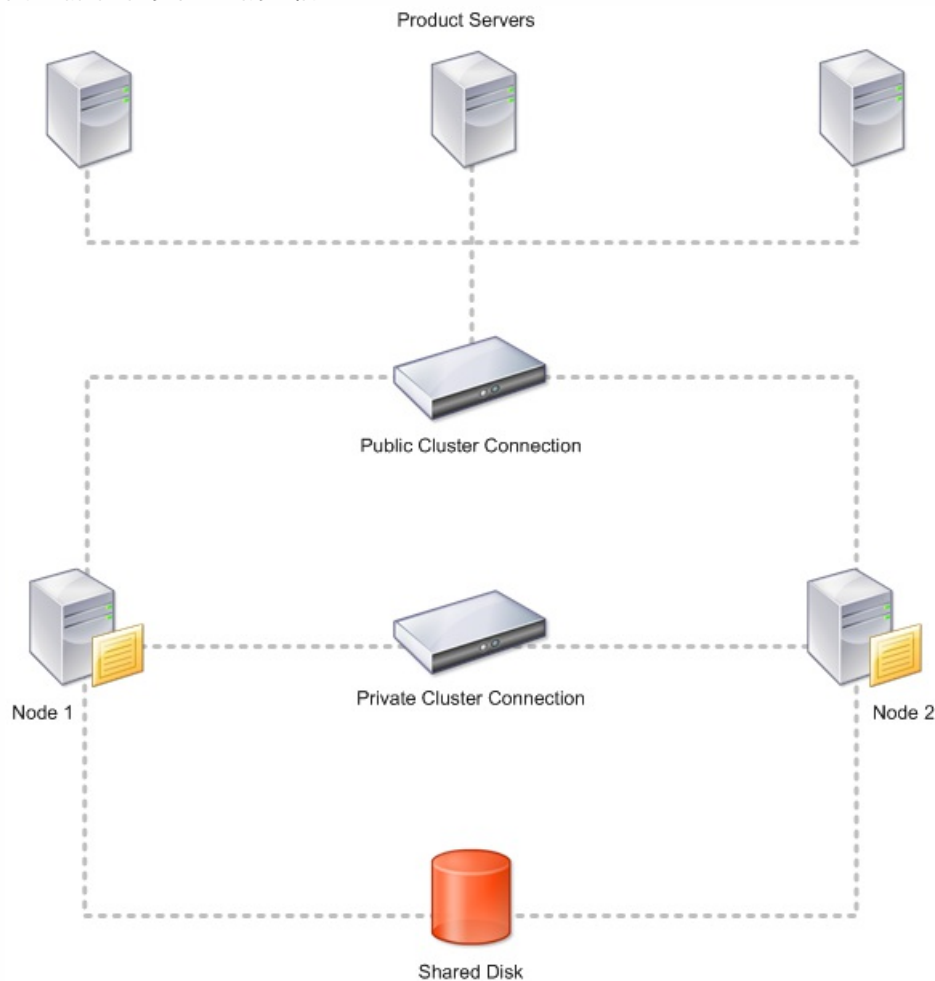 Product Servers
Public Cluster Connection
Private Cluster Connection
Node 1
Node 2
Shared Disk